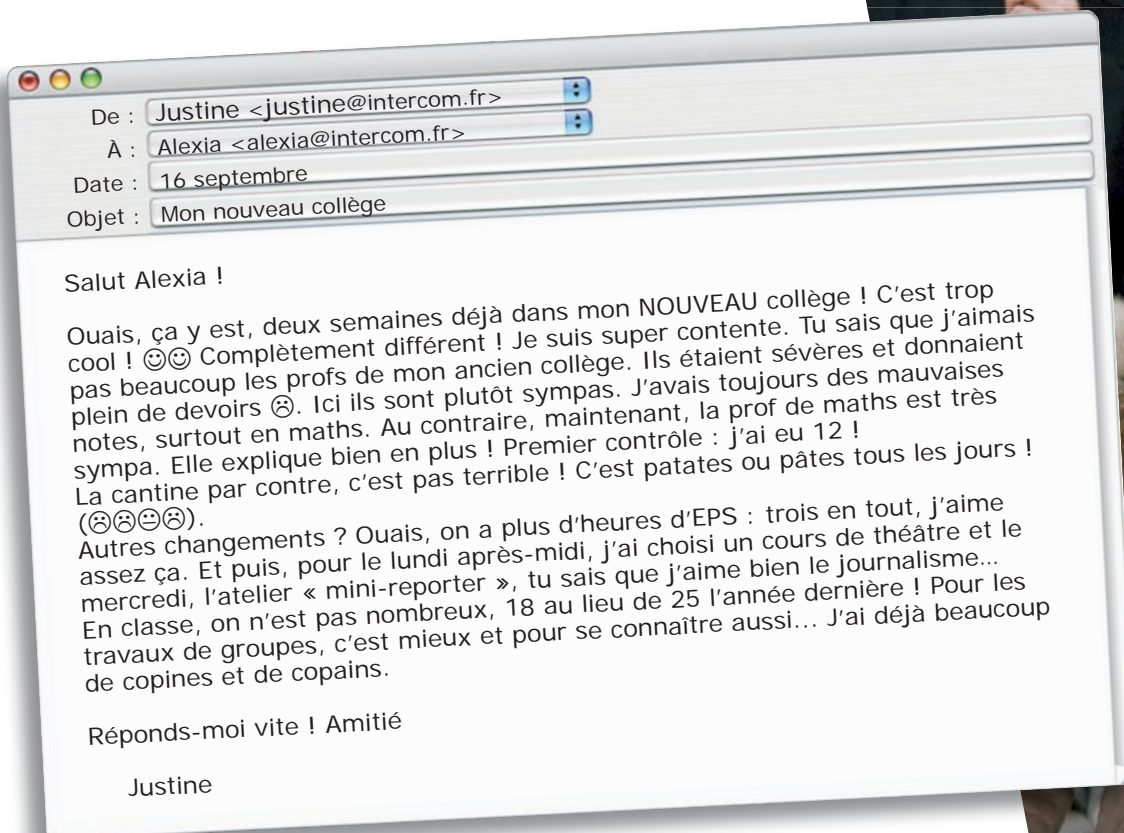 De : Justine <justine@intercom.fr>
À : Alexia <alexia@intercom.fr>
Date : 16 septembre
Objet : Mon nouveau collège
Salut Alexia !
Ouais, ça y est, deux semaines déjà dans mon NOUVEAU collège ! C'est trop
cool ! ☺☺ Complètement différent ! Je suis super contente. Tu sais que j'aimais
pas beaucoup les profs de mon ancien collège. Ils étaient sévères et donnaient
plein de devoirs ☹. Ici ils sont plutôt sympas. J'avais toujours des mauvaises
notes, surtout en maths. Au contraire, maintenant, la prof de maths est très
sympa. Elle explique bien en plus ! Premier contrôle : j'ai eu 12 !
La cantine par contre, c'est pas terrible ! C'est patates ou pâtes tous les jours !
(☹☹😐☹).
Autres changements ? Ouais, on a plus d'heures d'EPS : trois en tout, j'aime
assez ça. Et puis, pour le lundi après-midi, j'ai choisi un cours de théâtre et le
mercredi, l'atelier « mini-reporter », tu sais que j'aime bien le journalisme...
En classe, on n'est pas nombreux, 18 au lieu de 25 l'année dernière ! Pour les
travaux de groupes, c'est mieux et pour se connaître aussi... J'ai déjà beaucoup
de copines et de copains.
Réponds-moi vite ! Amitié
Justine